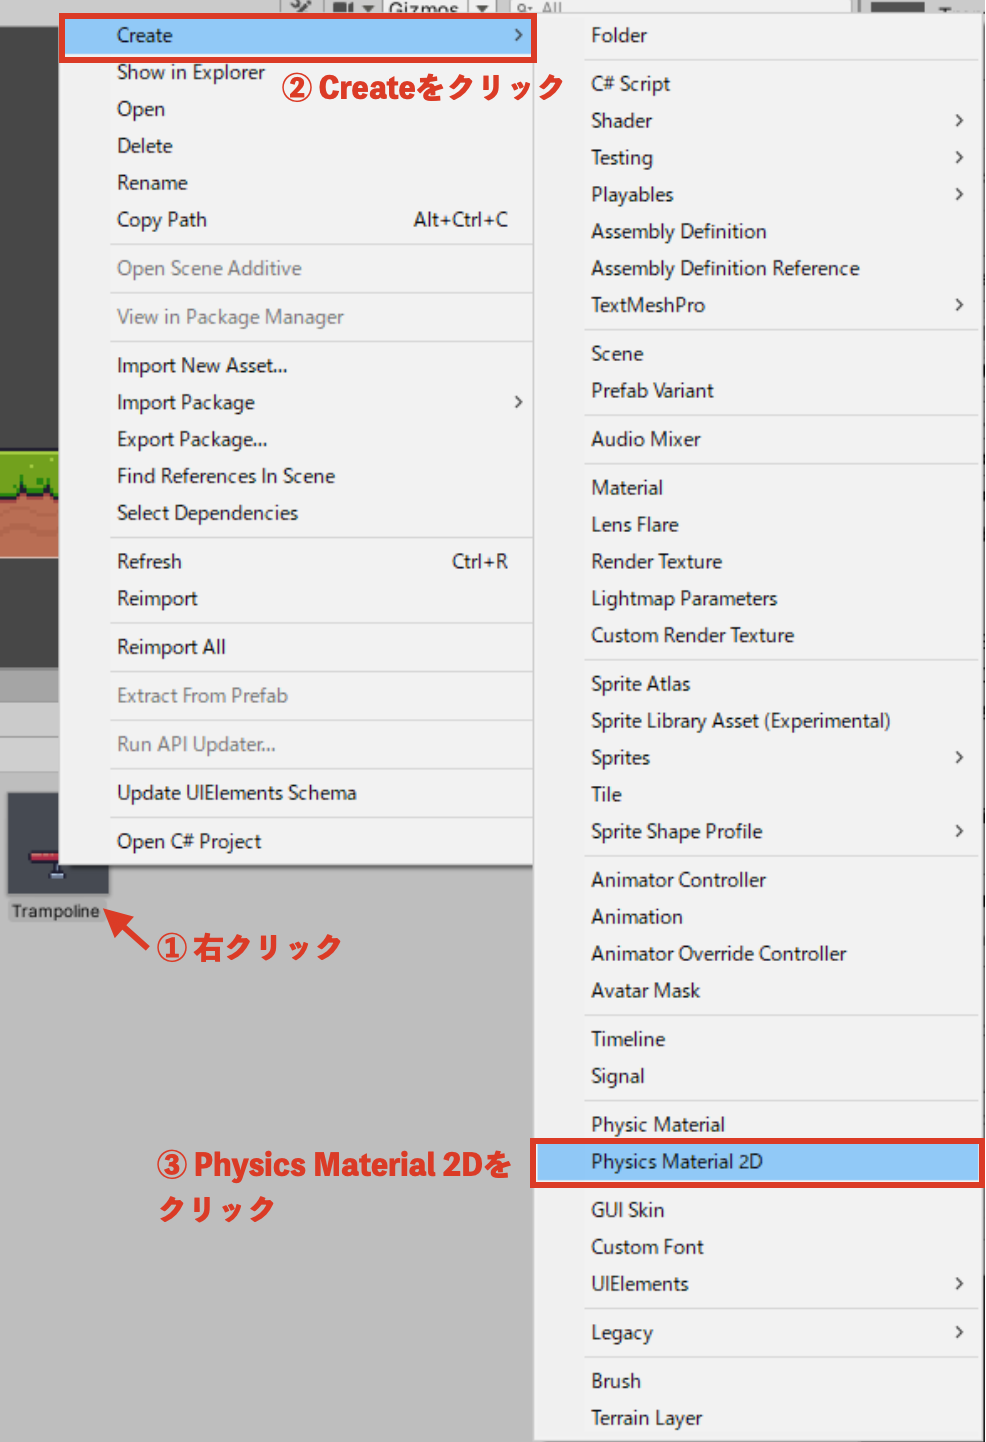 Gizmos
All
Create
Show in Explorer
② Createをクリック
Open
Delete
Rename
Copy Path Alt+Ctrl+C
Open Scene Additive
View in Package Manager
Import New Asset...
Import Package
Export Package...
Find References In Scene
Select Dependencies
Refresh Ctrl+R
Reimport
Reimport All
Extract From Prefab
Run API Updater...
Update UIElements Schema
Open C# Project
Trampoline
① 右クリック
③ Physics Material 2Dを
クリック
Folder
C# Script
Shader
Testing
Playables
Assembly Definition
Assembly Definition Reference
TextMeshPro
Scene
Prefab Variant
Audio Mixer
Material
Lens Flare
Render Texture
Lightmap Parameters
Custom Render Texture
Sprite Atlas
Sprite Library Asset (Experimental)
Sprites
Tile
Sprite Shape Profile
Animator Controller
Animation
Animator Override Controller
Avatar Mask
Timeline
Signal
Physic Material
Physics Material 2D
GUI Skin
Custom Font
UIElements
Legacy
Brush
Terrain Layer